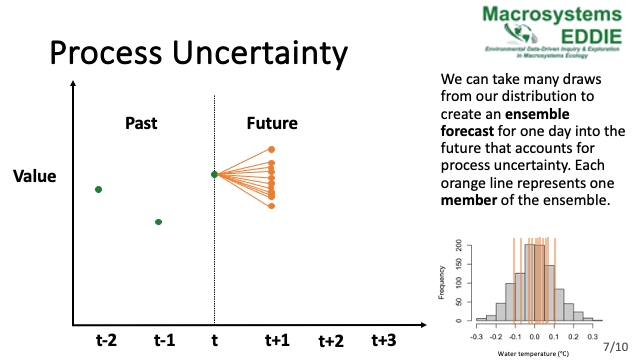 Macrosystems
EDDIE
Environmental Data-Driven Inquiry & Exploration
in Macrosystems Ecology
Process Uncertainty
We can take many draws
from our distribution to
create an ensemble
forecast for one day into the
future that accounts for
process uncertainty. Each
orange line represents one
member of the ensemble.
Past
Future
Value
t-2
t-1
t
t+1
t+2
t+3
Frequency
200
150
100
50
0
-0.3 -0.2 -0.1 0.0 0.1 0.2 0.3
Water temperature (°C)
7/10